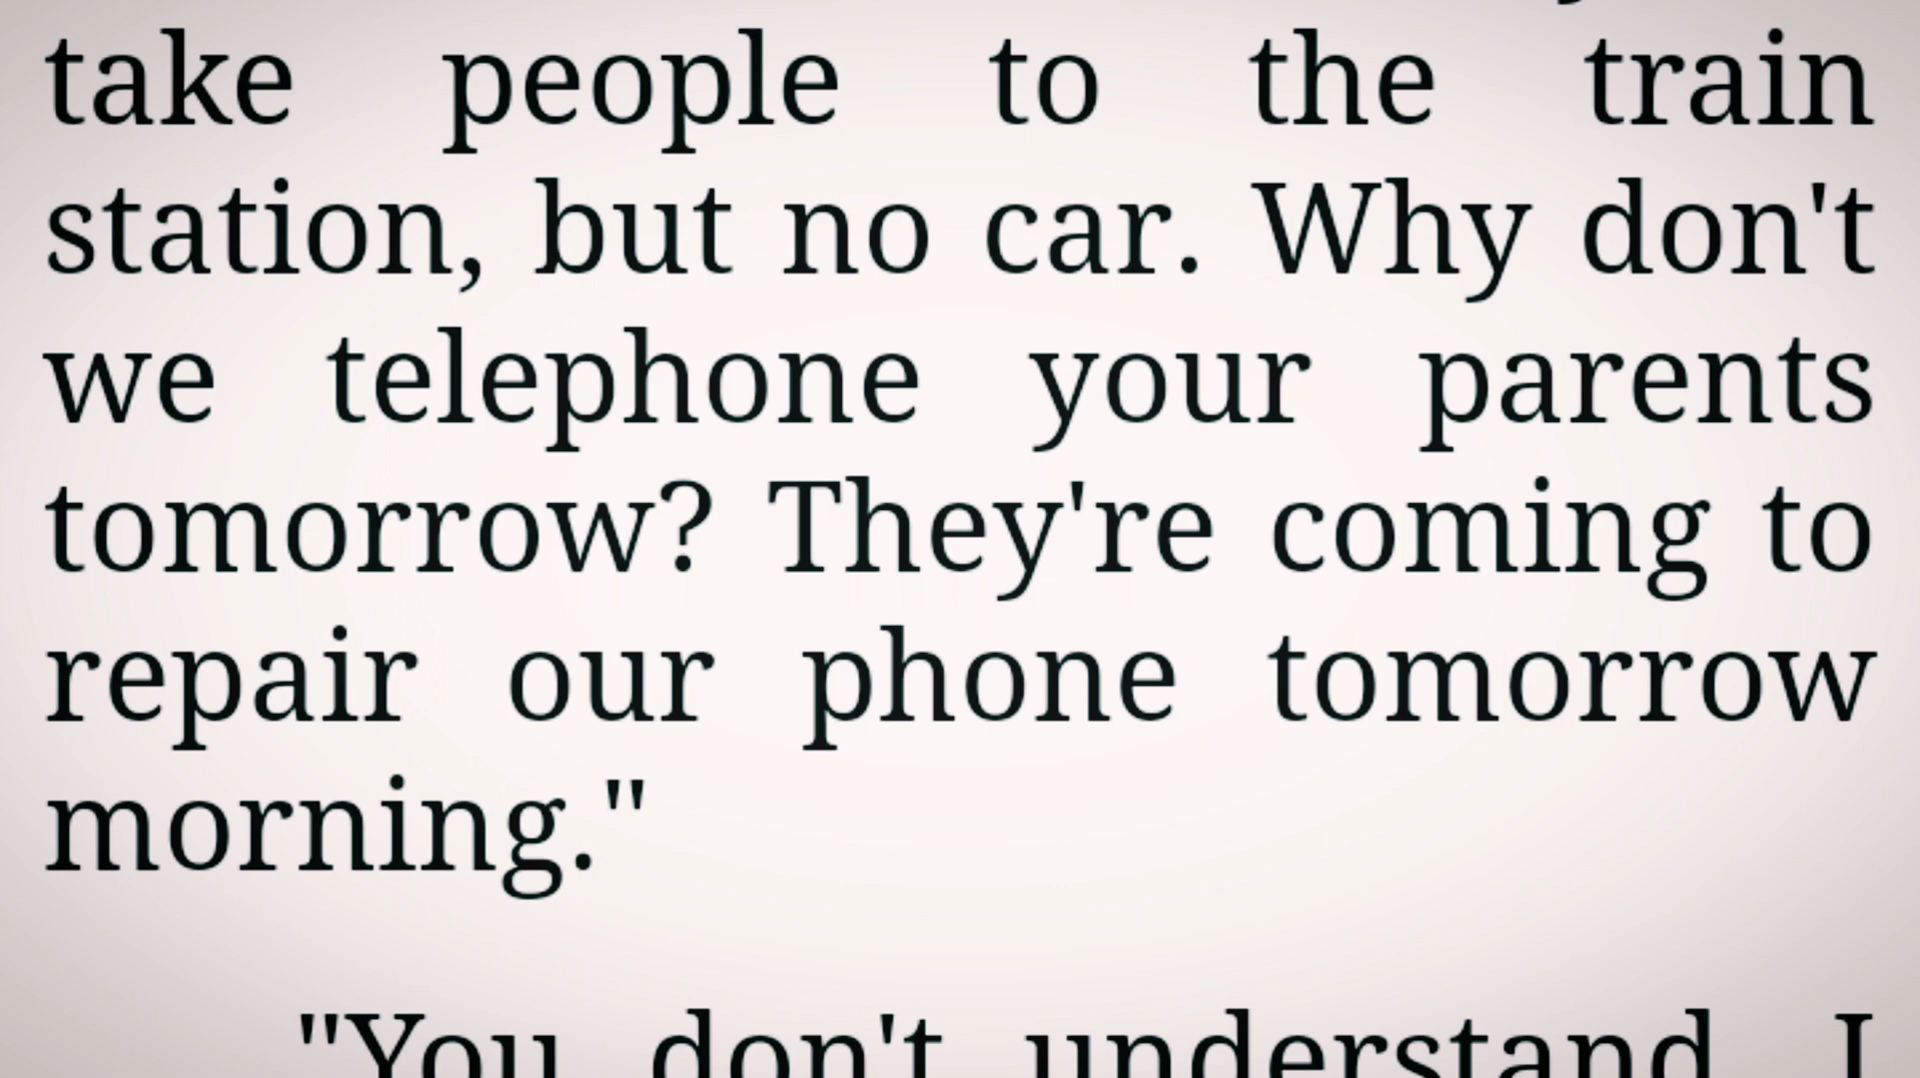 take people to the train
station, but no car. Why don't
we telephone your parents
tomorrow? They're coming to
repair our phone tomorrow
morning."
"You don't understand I